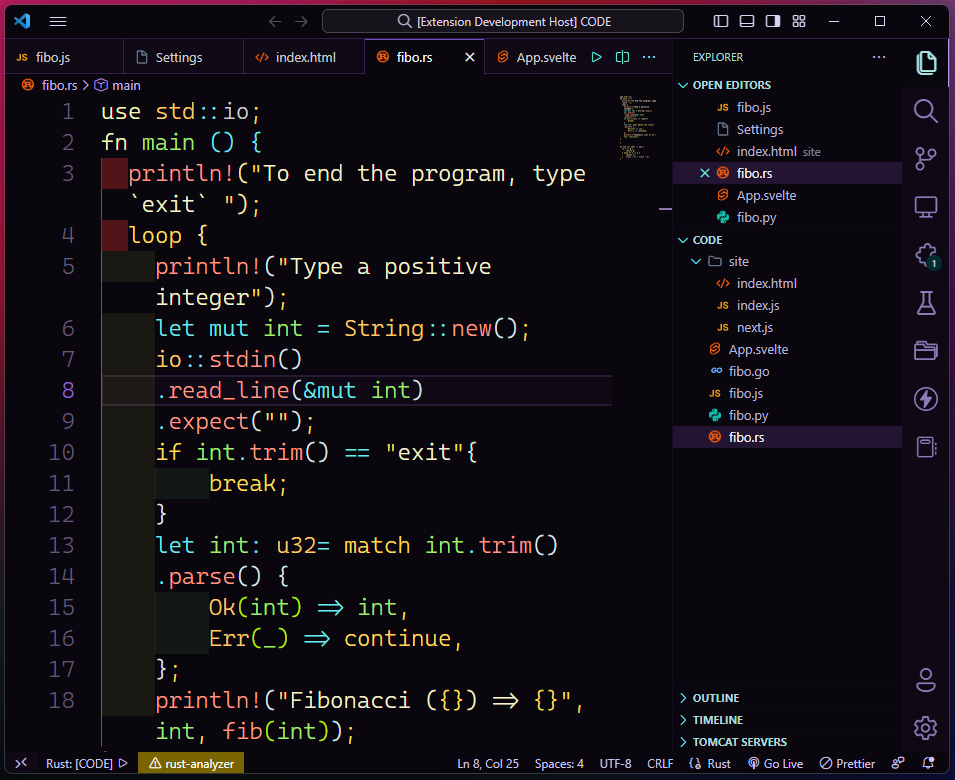 [Extension Development Host] CODE
JS fibo.js
Settings
<> index.html
fibo.rs
App.svelte
EXPLORER
fibo.rs > main
1 use std::io;
2 fn main () {
3 println!("To end the program, type
`exit` ");
4 loop {
5 println!("Type a positive
integer");
6 let mut int = String::new();
7 io::stdin()
8 .read_line(&mut int)
9 .expect("");
10 if int.trim() == "exit"{
11 break;
12 }
13 let int: u32= match int.trim()
14 .parse() {
15 Ok(int) => int,
16 Err(_) => continue,
17 };
18 println!("Fibonacci ({}) => {}",
int, fib(int));
OPEN EDITORS
JS fibo.js
Settings
<> index.html site
fibo.rs
App.svelte
fibo.py
CODE
site
<> index.html
JS index.js
JS next.js
App.svelte
GO fibo.go
JS fibo.js
fibo.py
fibo.rs
OUTLINE
TIMELINE
TOMCAT SERVERS
1
Rust: [CODE]
rust-analyzer
Ln 8, Col 25
Spaces: 4
UTF-8
CRLF
Rust
Go Live
Prettier